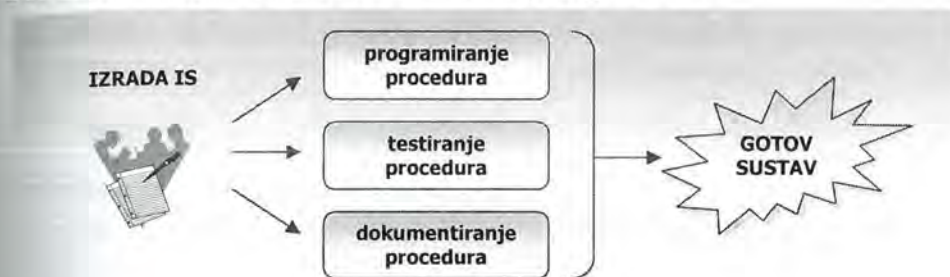 IZRADA IS
programiranje
procedura
testiranje
procedura
dokumentiranje
procedura
GOTOV
SUSTAV